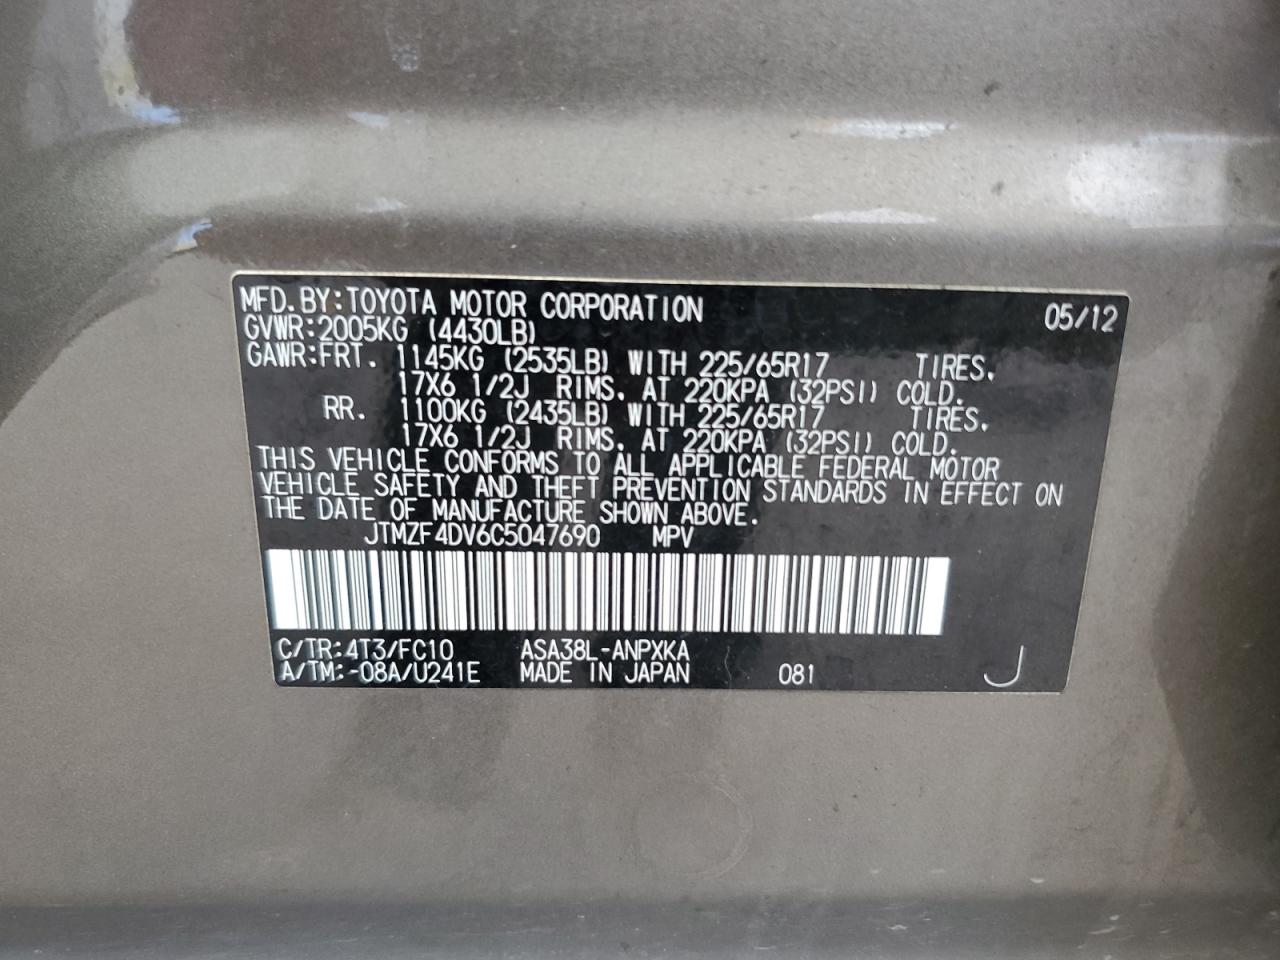 MFD.BY:TOYOTA MOTOR CORPORATION 05/12
GVWR:2005KG (4430LB)
GAWR:FRT. 1145KG (2535LB) WITH 225/65R17 TIRES.
17X6 1/2J RIMS. AT 220KPA (32PSI) COLD.
RR. 1100KG (2435LB) WITH 225/65R17 TIRES.
17X6 1/2J RIMS. AT 220KPA (32PSI) COLD.
THIS VEHICLE CONFORMS TO ALL APPLICABLE FEDERAL MOTOR
VEHICLE SAFETY AND THEFT PREVENTION STANDARDS IN EFFECT ON
THE DATE OF MANUFACTURE SHOWN ABOVE.
JTMZF4DV6C5047690 MPV
C/TR:4T3/FC10 ASA38L-ANPXKA
A/TM:-08A/U241E MADE IN JAPAN 081 J